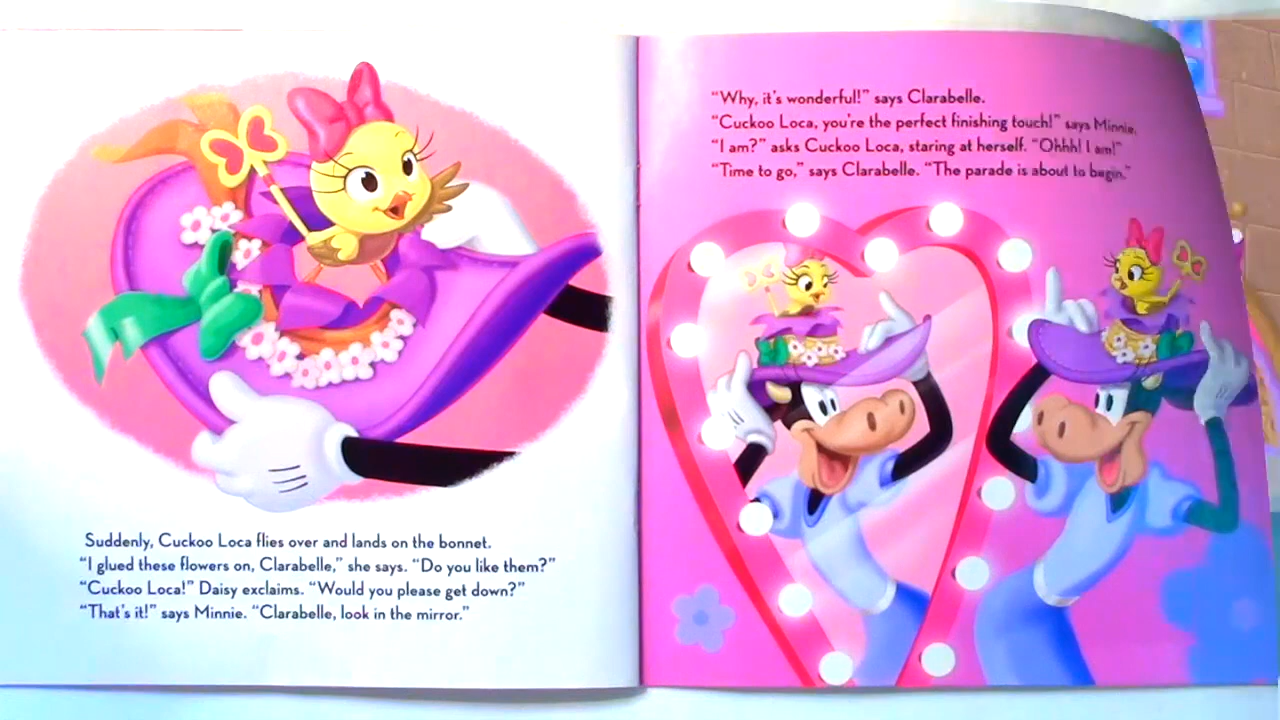 Suddenly, Cuckoo Loca flies over and lands on the bonnet.
“I glued these flowers on, Clarabelle,” she says. “Do you like them?”
“Cuckoo Loca!” Daisy exclaims. “Would you please get down?”
“That’s it!” says Minnie. “Clarabelle, look in the mirror.”
“Why, it’s wonderful!” says Clarabelle.
“Cuckoo Loca, you’re the perfect finishing touch!” says Minnie.
“I am?” asks Cuckoo Loca, staring at herself. “Ohhh! I am!”
“Time to go,” says Clarabelle. “The parade is about to begin.”